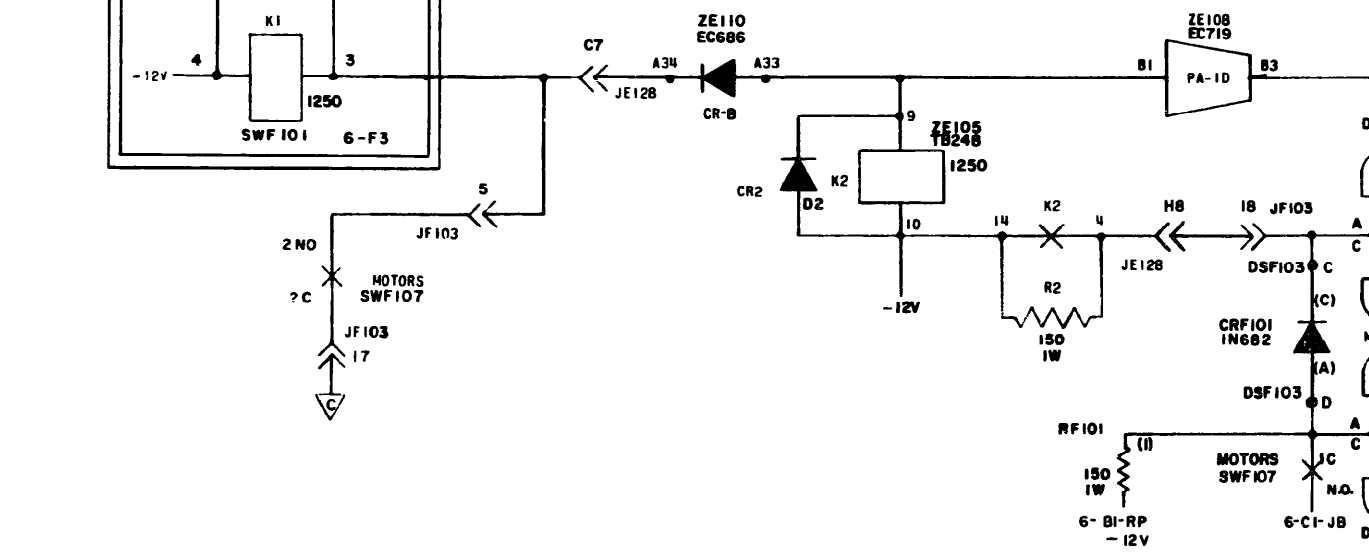 K1
4
3
-12V
1250
SWF101
6-F3
C7
JE128
A34
ZE110
EC686
A33
CR-B
ZE108
EC719
B1
PA-1D
B3
9
ZE105
TB248
1250
CR2
D2
K2
10
-12V
5
JF103
2 NO
?C
MOTORS
SWF107
JF103
17
C
14
K2
4
H8
JE128
18
JF103
R2
150
1W
A
C
DSF103
C
(C)
CRF101
1N682
(A)
DSF103
D
A
C
RF101
(1)
150
1W
6-B1-RP
-12V
MOTORS
SWF107
1C
N.O.
6-C1-JB